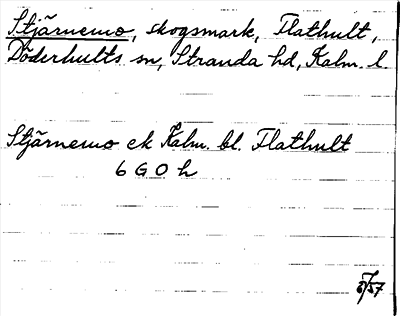 Stjärnemo, skogsmark, Flathult,
Döderhults sn, Stranda hd, Kalm. l
Stjärnemo ek Kalm. bl. Flathult
6 G 0 h